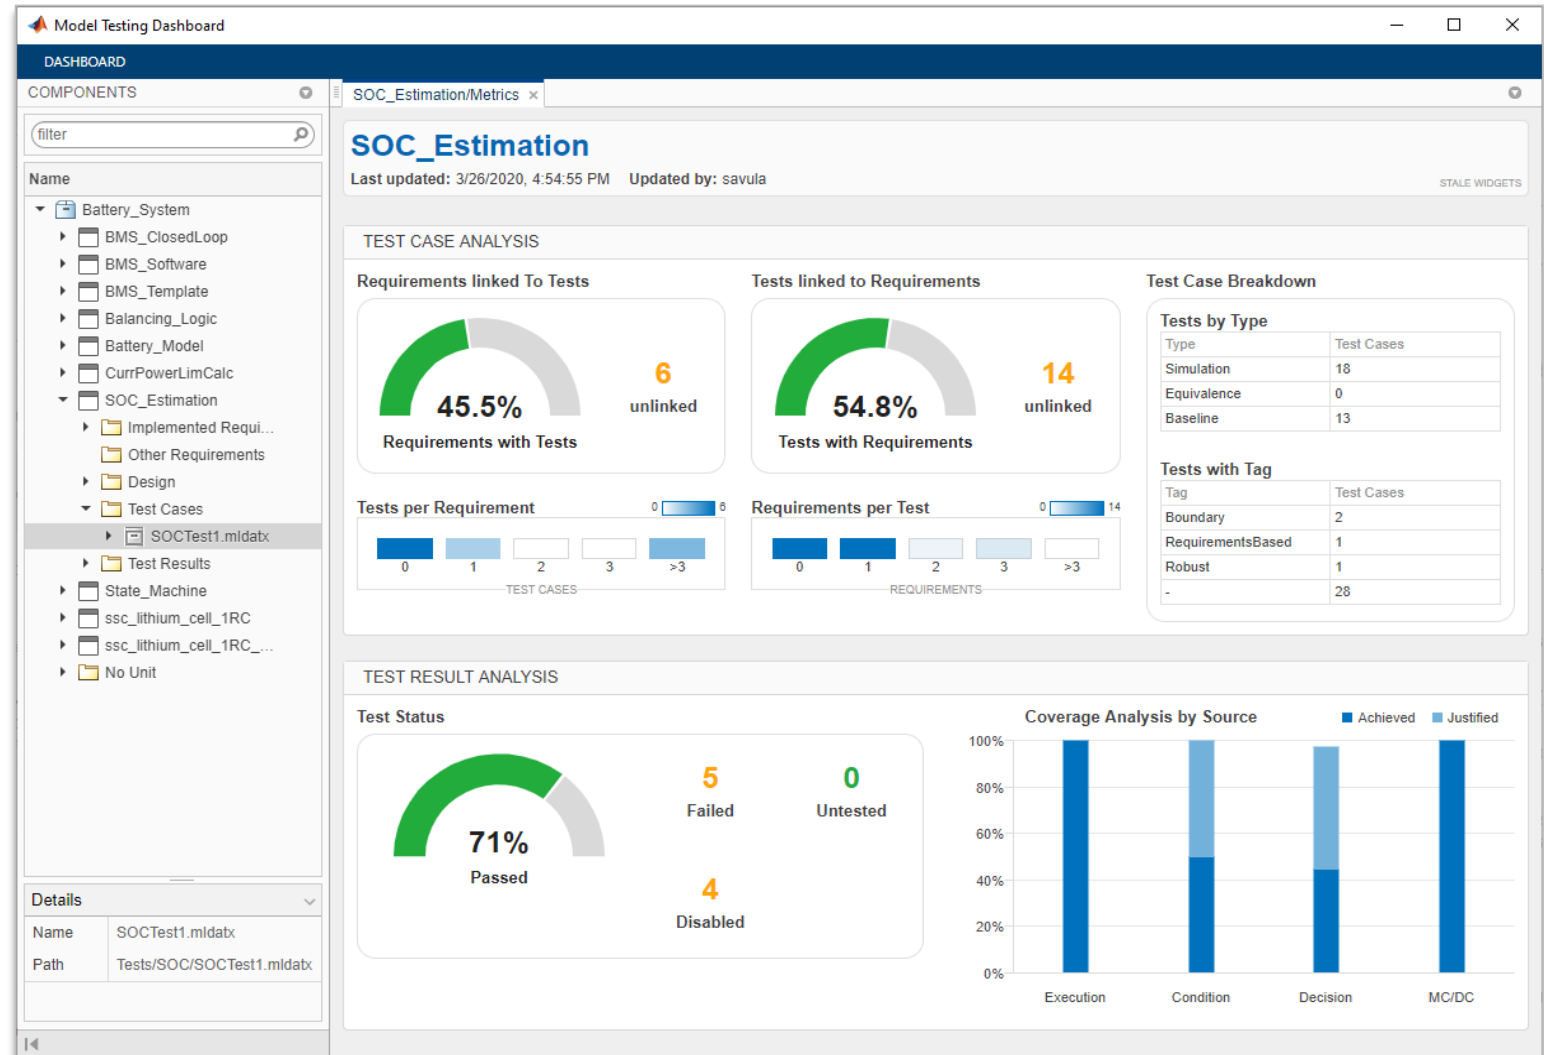 Model Testing Dashboard
DASHBOARD
COMPONENTS
filter
Name
Battery_System
BMS_ClosedLoop
BMS_Software
BMS_Template
Balancing_Logic
Battery_Model
CurrPowerLimCalc
SOC_Estimation
Implemented Requi...
Other Requirements
Design
Test Cases
SOCTest1.mldatx
Test Results
State_Machine
ssc_lithium_cell_1RC
ssc_lithium_cell_1RC_...
No Unit
Details
Name SOCTest1.mldatx
Path Tests/SOC/SOCTest1.mldatx
SOC_Estimation/Metrics
SOC_Estimation
Last updated: 3/26/2020, 4:54:55 PM Updated by: savula
STALE WIDGETS
TEST CASE ANALYSIS
Requirements linked To Tests
45.5%
Requirements with Tests
6
unlinked
Tests linked to Requirements
54.8%
Tests with Requirements
14
unlinked
Test Case Breakdown
Tests by Type
Type Test Cases
Simulation 18
Equivalence 0
Baseline 13
Tests with Tag
Tag Test Cases
Boundary 2
RequirementsBased 1
Robust 1
- 28
Tests per Requirement 0 6
0 1 2 3 >3
TEST CASES
Requirements per Test 0 14
0 1 2 3 >3
REQUIREMENTS
TEST RESULT ANALYSIS
Test Status
71%
Passed
5
Failed
0
Untested
4
Disabled
Coverage Analysis by Source
Achieved Justified
100%
80%
60%
40%
20%
0%
Execution Condition Decision MC/DC